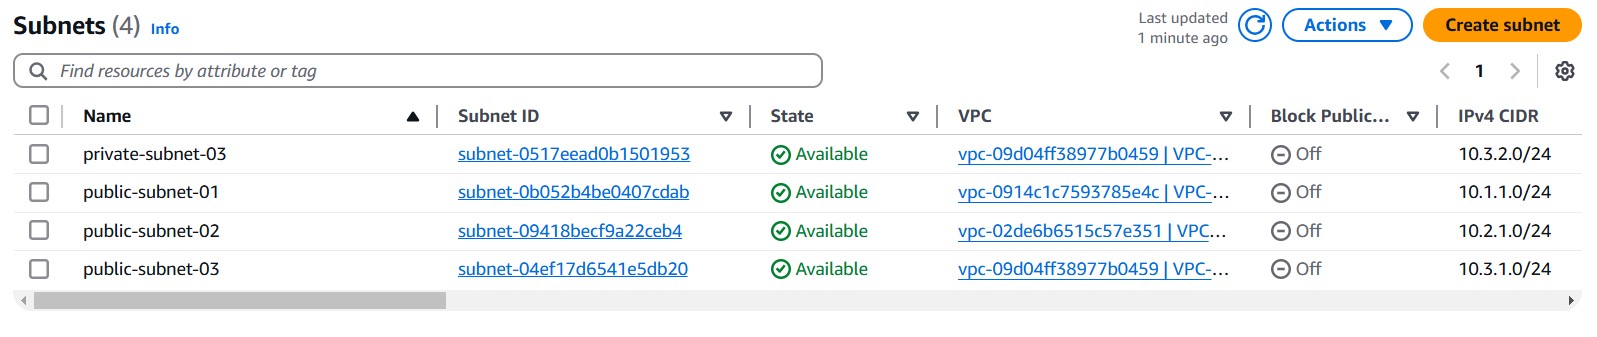 Subnets (4) Info
Last updated
1 minute ago
Actions
Create subnet
Find resources by attribute or tag
1
Name Subnet ID State VPC Block Public... IPv4 CIDR
private-subnet-03 subnet-0517eead0b1501953 Available vpc-09d04ff38977b0459 | VPC-... Off 10.3.2.0/24
public-subnet-01 subnet-0b052b4be0407cdab Available vpc-0914c1c7593785e4c | VPC-... Off 10.1.1.0/24
public-subnet-02 subnet-09418becf9a22ceb4 Available vpc-02de6b6515c57e351 | VPC... Off 10.2.1.0/24
public-subnet-03 subnet-04ef17d6541e5db20 Available vpc-09d04ff38977b0459 | VPC-... Off 10.3.1.0/24